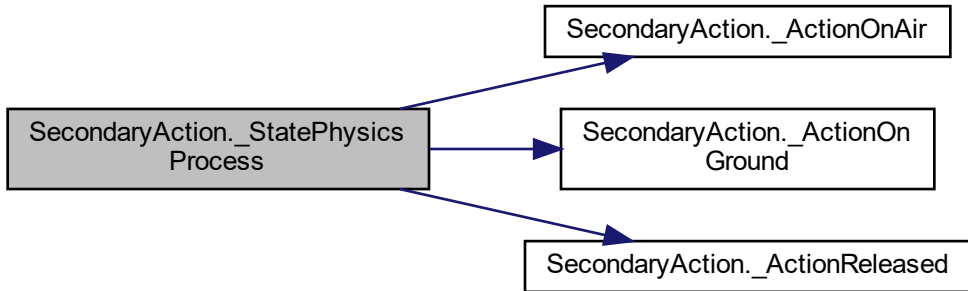 SecondaryAction._ActionOnAir
SecondaryAction._StatePhysics
Process
SecondaryAction._ActionOn
Ground
SecondaryAction._ActionReleased